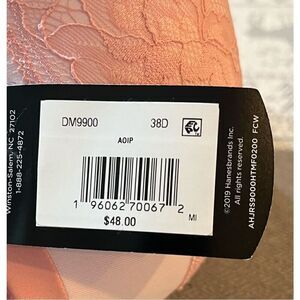 Winston-Salem, NC 27102
1-888-225-4872
DM9900 38D
A0IP
1 96062 70067 2
MI
$48.00
©2019 Hanesbrands Inc.
All rights reserved.
AHJRS9000HTMF0200 FCW